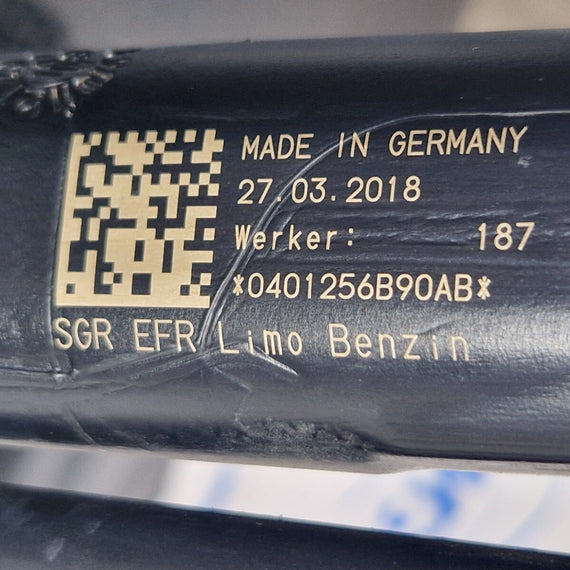 MADE IN GERMANY
27.03.2018
Werker: 187
*0401256B90AB*
SGR EFR Limo Benzin